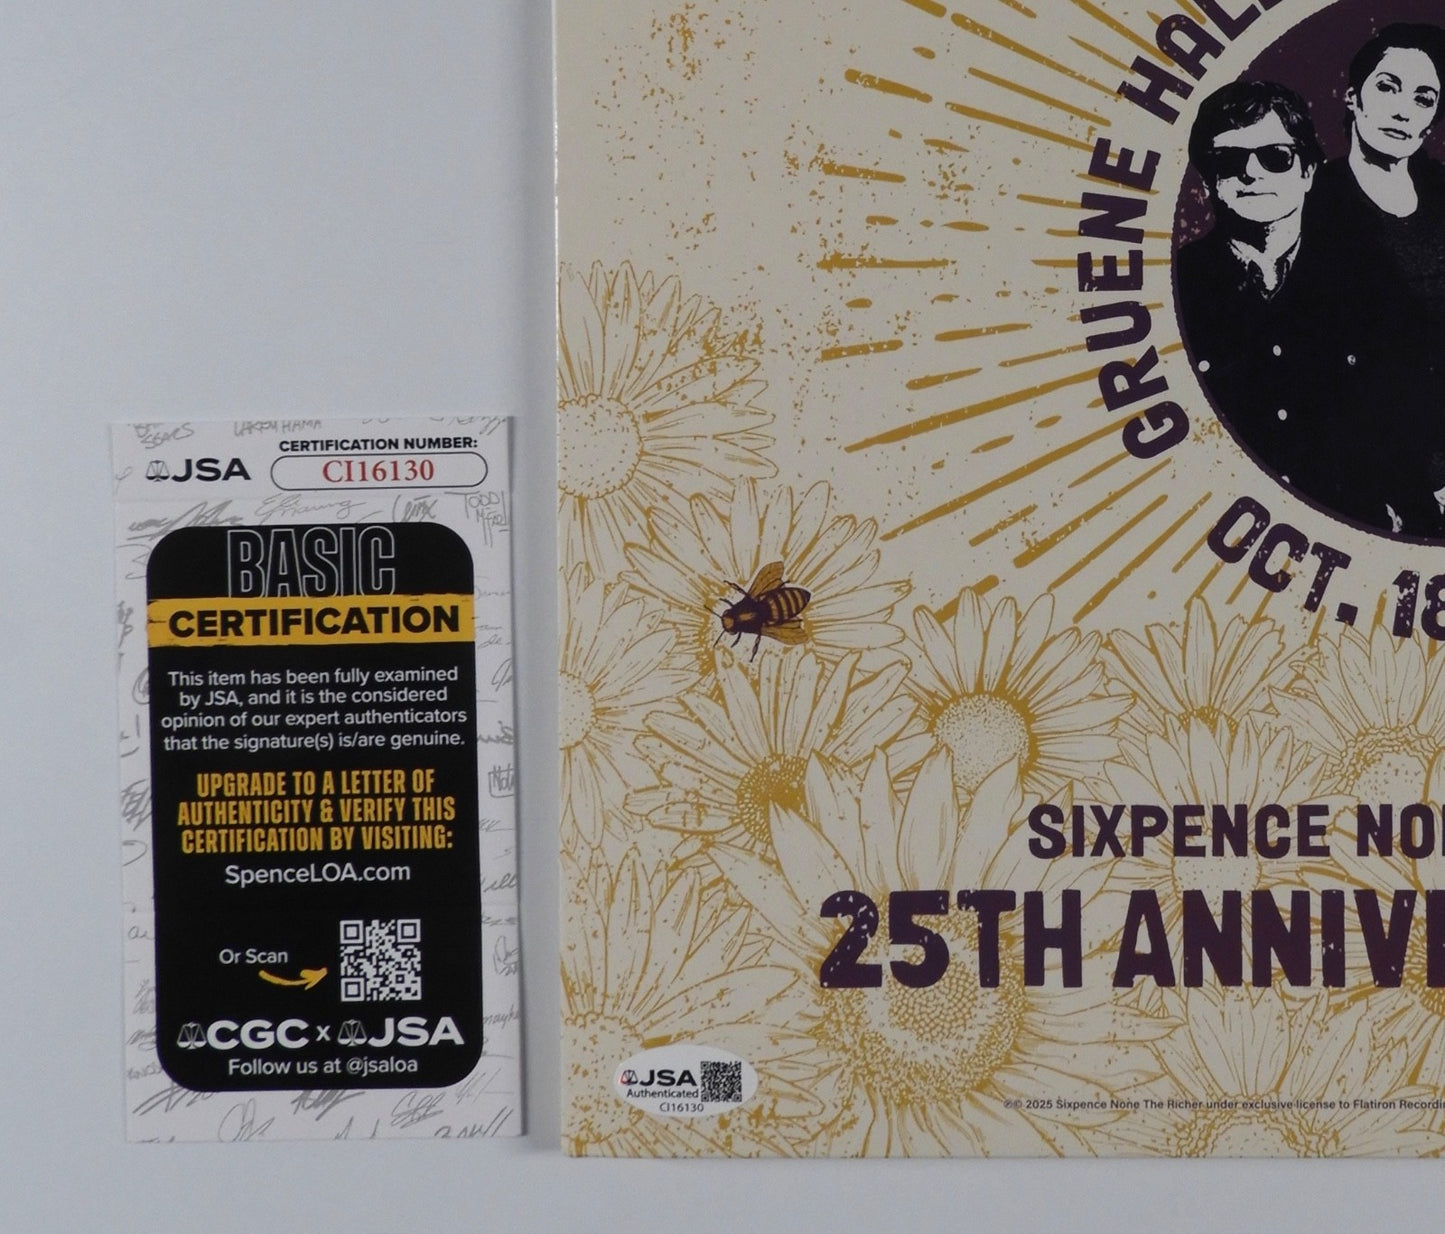 CERTIFICATION NUMBER:
JSA CI16130
BASIC
CERTIFICATION
This item has been fully examined
by JSA, and it is the considered
opinion of our expert authenticators
that the signature(s) is/are genuine.
UPGRADE TO A LETTER OF
AUTHENTICITY & VERIFY THIS
CERTIFICATION BY VISITING:
SpenceLOA.com
Or Scan
CGC x JSA
Follow us at @jsaloa
GRUENE HALL
OCT. 18
SIXPENCE NO
25TH ANNIVE
JSA
Authenticated
CI16130
℗© 2025 Sixpence None The Richer under exclusive license to Flatiron Recordin